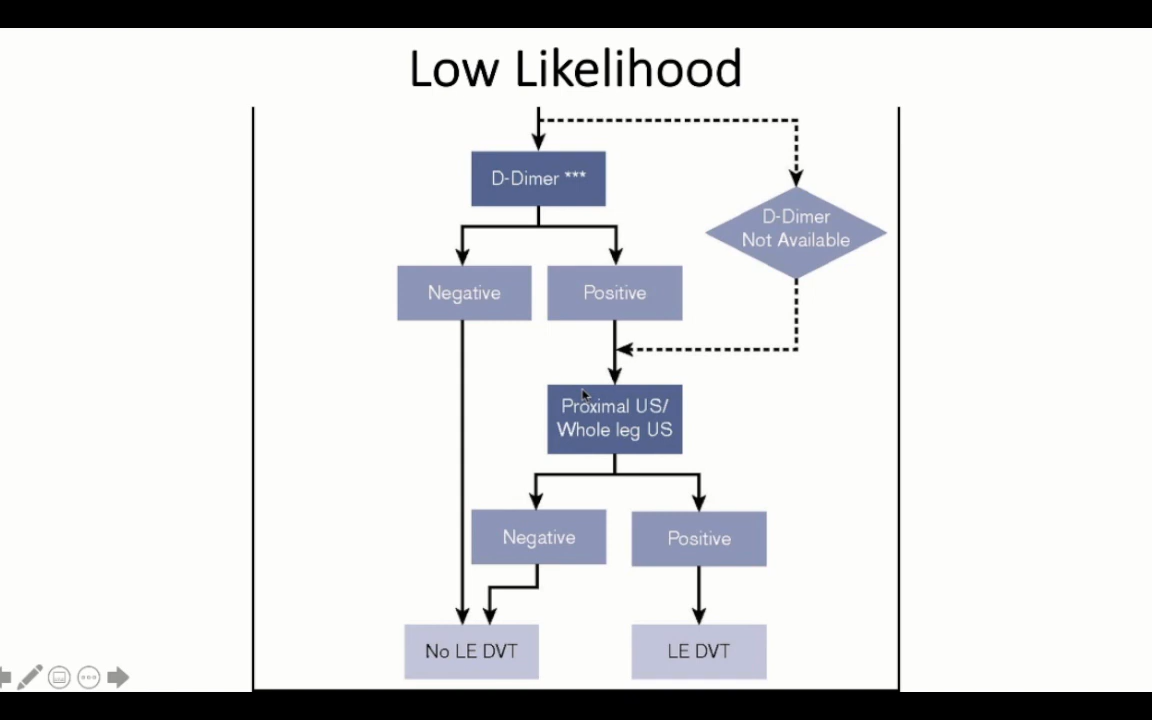 Low Likelihood
D-Dimer ***
D-Dimer
Not Available
Negative
Positive
Proximal US/
Whole leg US
Negative
Positive
No LE DVT
LE DVT